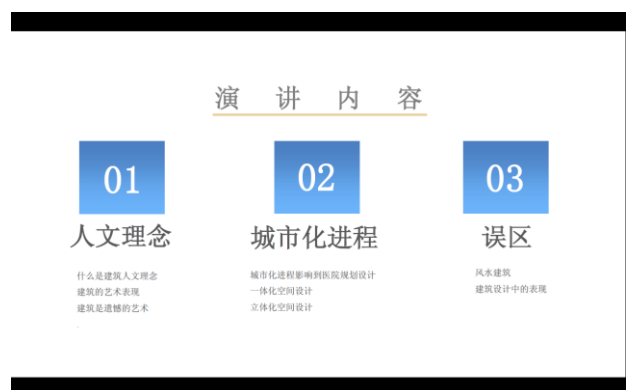 演讲内容
01
人文理念
什么是建筑人文理念
建筑的艺术表现
建筑是遗憾的艺术
.
02
城市化进程
城市化进程影响到医院规划设计
一体化空间设计
立体化空间设计
03
误区
风水建筑
建筑设计中的表现